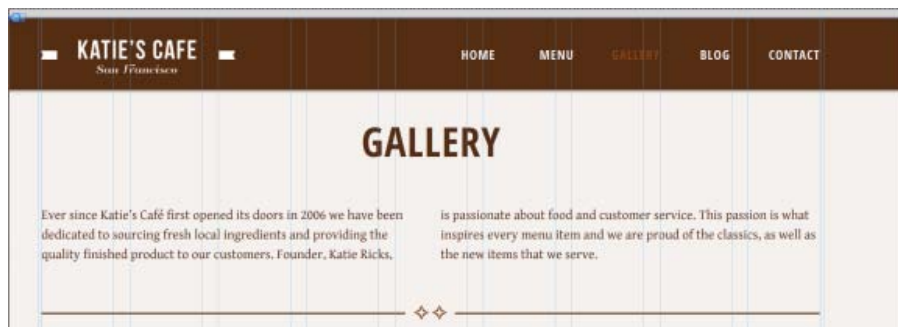 KATIE'S CAFE
San Francisco
HOME MENU GALLERY BLOG CONTACT
GALLERY
Ever since Katie's Café first opened its doors in 2006 we have been
dedicated to sourcing fresh local ingredients and providing the
quality finished product to our customers. Founder, Katie Ricks,
is passionate about food and customer service. This passion is what
inspires every menu item and we are proud of the classics, as well as
the new items that we serve.